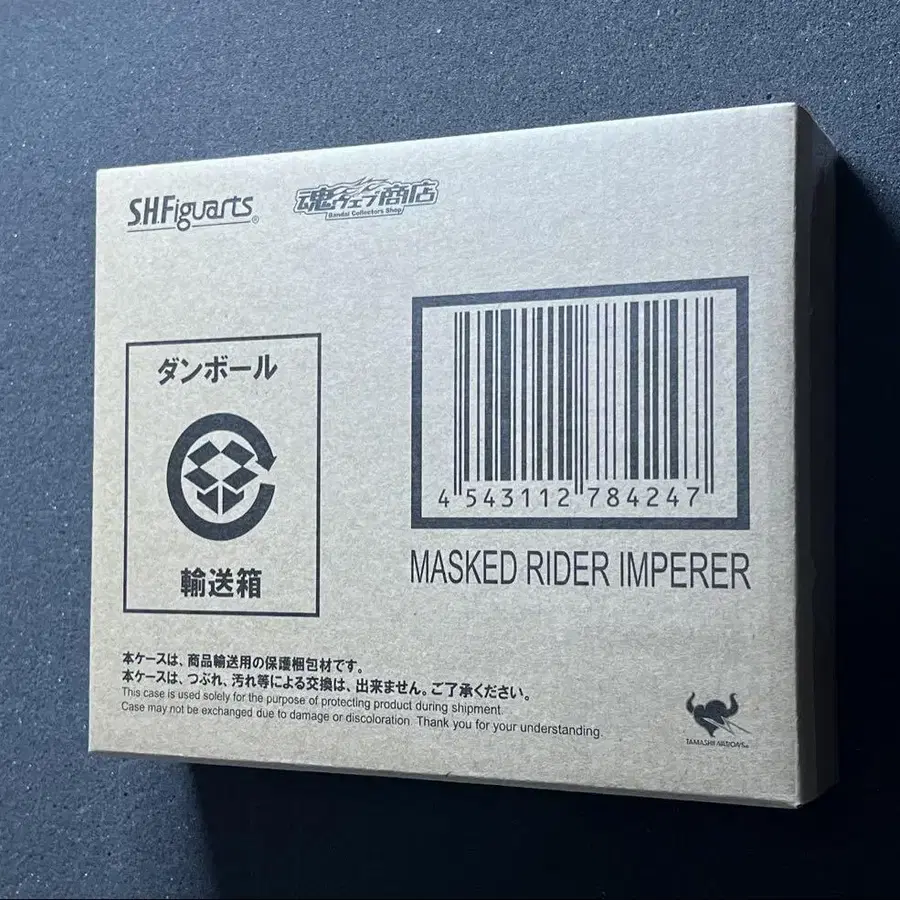 S.H.Figuarts®
魂ウェブ商店
Bandai Collectors Shop
ダンボール
輸送箱
4 543112 784247
MASKED RIDER IMPERER
本ケースは、商品輸送用の保護梱包材です。
本ケースは、つぶれ、汚れ等による交換は、出来ません。ご了承ください。
This case is used solely for the purpose of protecting product during shipment.
Case may not be exchanged due to damage or discoloration. Thank you for your understanding.
TAMASHII NATIONS